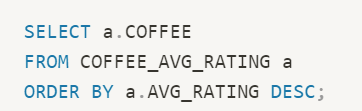 SELECT a.COFFEE
FROM COFFEE_AVG_RATING a
ORDER BY a.AVG_RATING DESC;